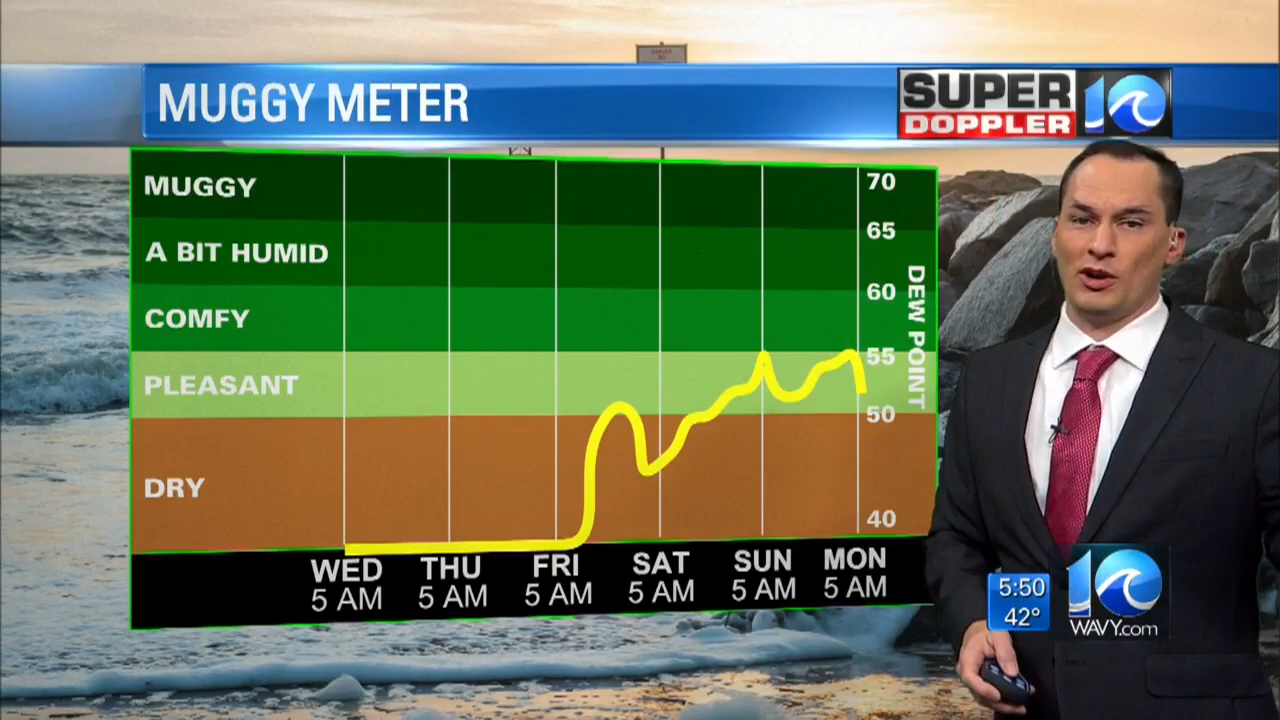 MUGGY METER
SUPER
DOPPLER
10
MUGGY
A BIT HUMID
COMFY
PLEASANT
DRY
70
65
60
55
50
40
DEW POINT
WED THU FRI SAT SUN MON
5 AM 5 AM 5 AM 5 AM 5 AM 5 AM
5:50
42°
10
WAVY.com